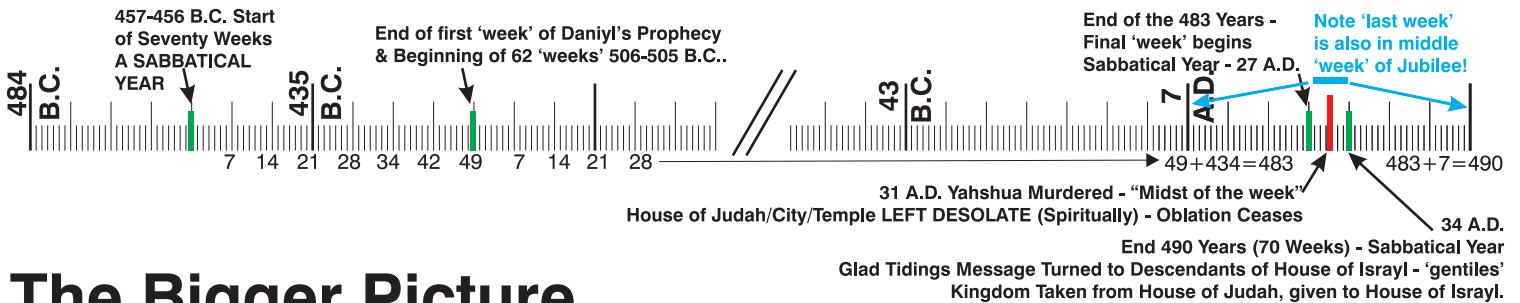 457-456 B.C. Start
of Seventy Weeks
A SABBATICAL
YEAR
End of first ‘week’ of Daniyl’s Prophecy
& Beginning of 62 ‘weeks’ 506-505 B.C..
End of the 483 Years -
Final ‘week’ begins
Sabbatical Year - 27 A.D.
Note ‘last week’
is also in middle
‘week’ of Jubilee!
484
B.C.
435
B.C.
43
B.C.
7
A.D.
7 14 21 28 34 42 49 7 14 21 28
49+434=483
483+7=490
31 A.D. Yahshua Murdered - “Midst of the week”
House of Judah/City/Temple LEFT DESOLATE (Spiritually) - Oblation Ceases
34 A.D.
End 490 Years (70 Weeks) - Sabbatical Year
Glad Tidings Message Turned to Descendants of House of Israyl - ‘gentiles’
Kingdom Taken from House of Judah, given to House of Israyl.
The Bigger Picture